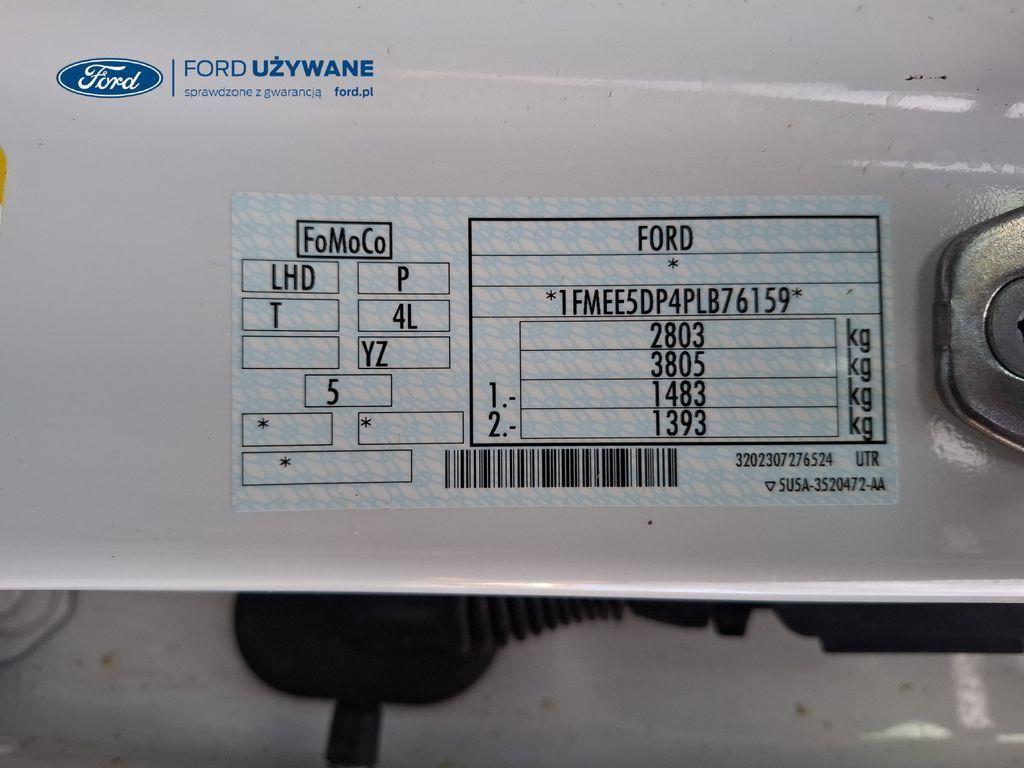 Ford
FORD UŻYWANE
sprawdzone z gwarancją ford.pl
FoMoCo
LHD P
T 4L
YZ
5
* *
*
FORD
*
*1FMEE5DP4PLB76159*
2803 kg
3805 kg
1.- 1483 kg
2.- 1393 kg
3202307276524 UTR
5U5A-3520472-AA